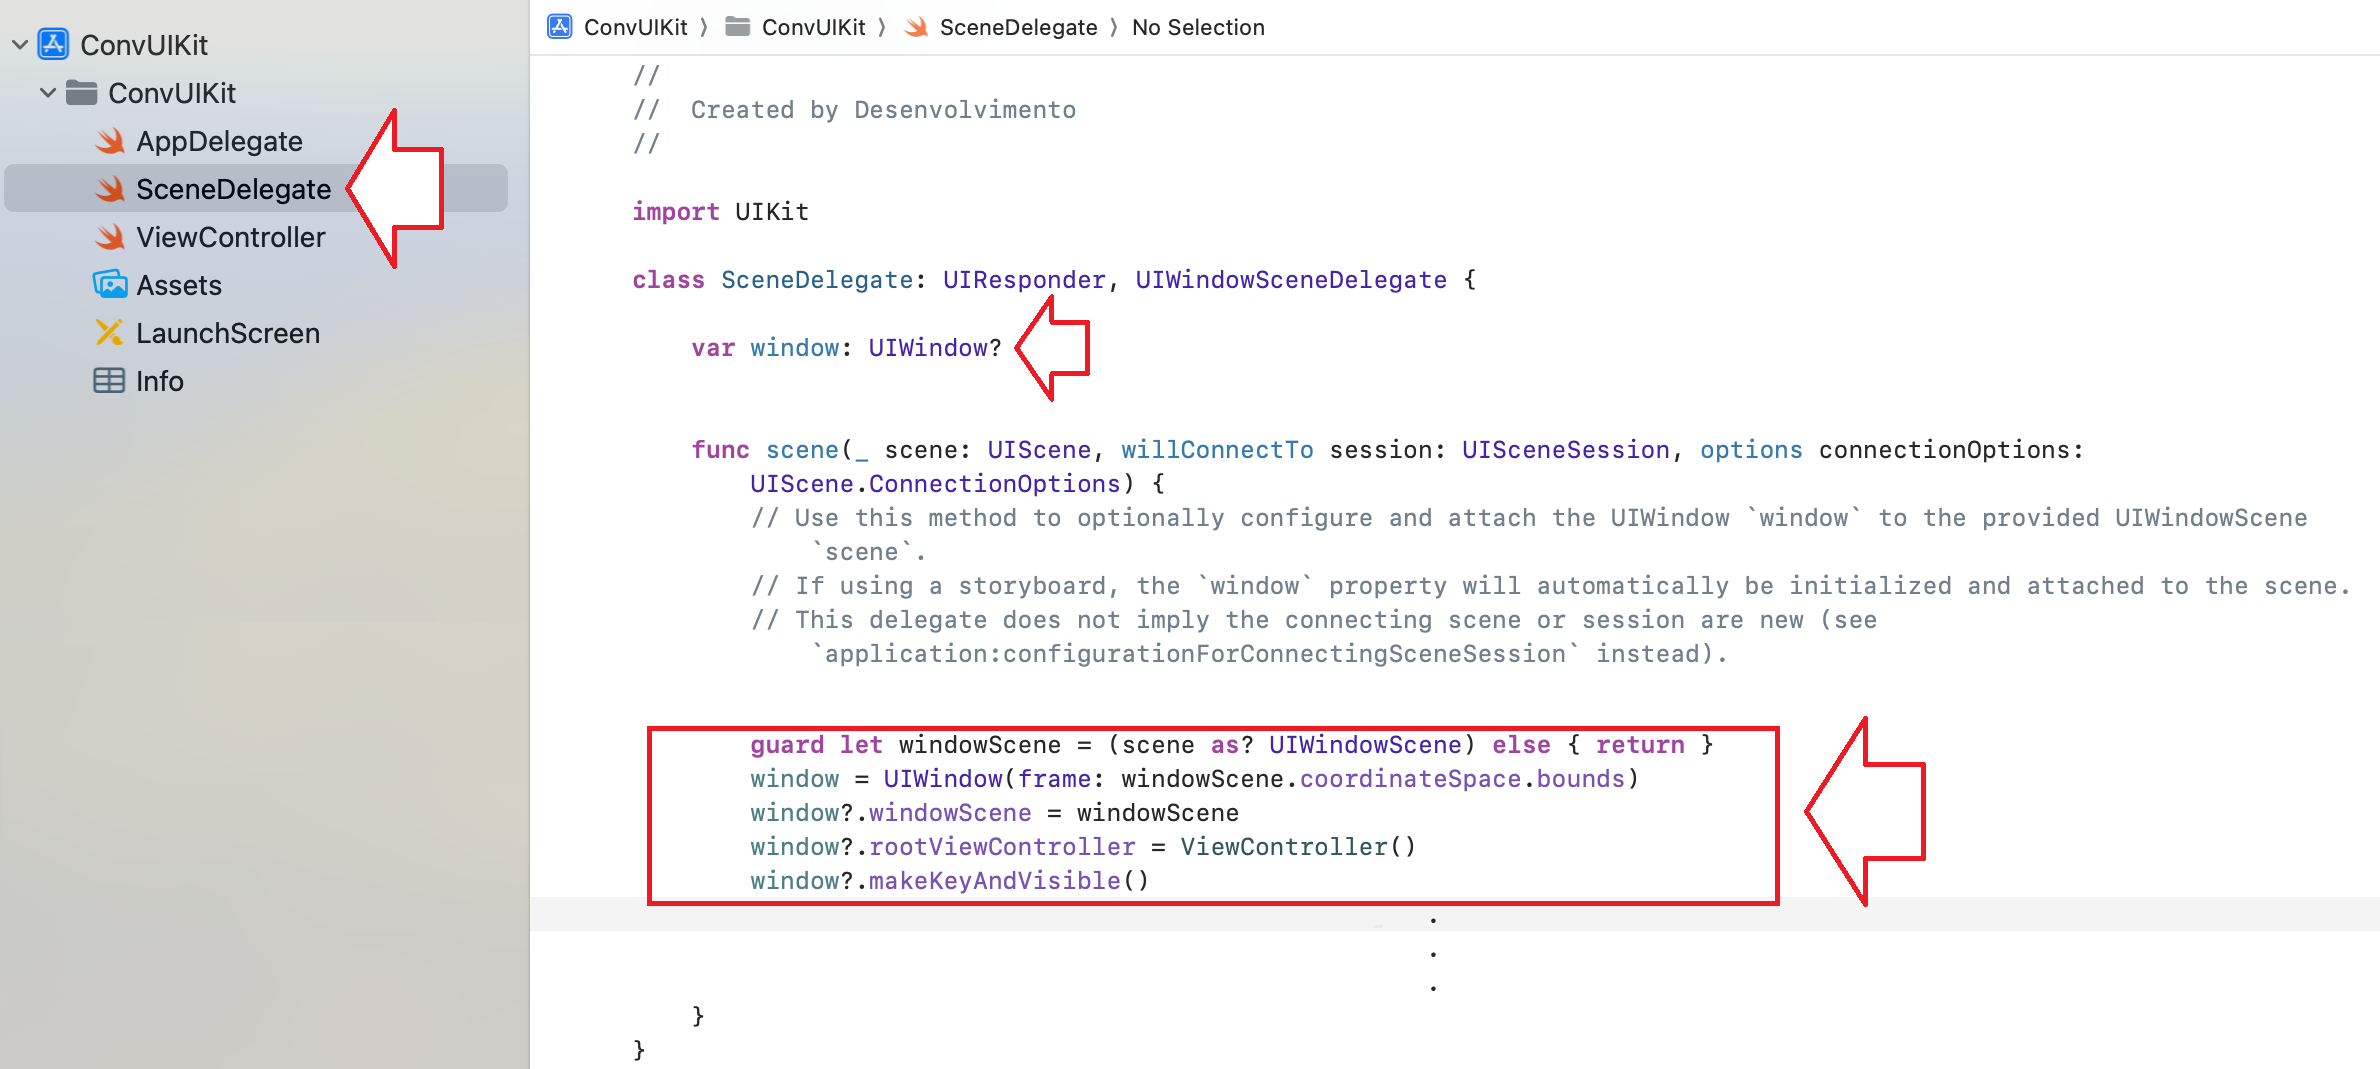 ConvUIKit
ConvUIKit
AppDelegate
SceneDelegate
ViewController
Assets
LaunchScreen
Info
ConvUIKit 〉 ConvUIKit 〉 SceneDelegate 〉 No Selection
//
//  Created by Desenvolvimento
//
import UIKit
class SceneDelegate: UIResponder, UIWindowSceneDelegate {
var window: UIWindow?
func scene(_ scene: UIScene, willConnectTo session: UISceneSession, options connectionOptions:
UIScene.ConnectionOptions) {
// Use this method to optionally configure and attach the UIWindow `window` to the provided UIWindowScene
`scene`.
// If using a storyboard, the `window` property will automatically be initialized and attached to the scene.
// This delegate does not imply the connecting scene or session are new (see
`application:configurationForConnectingSceneSession` instead).
guard let windowScene = (scene as? UIWindowScene) else { return }
window = UIWindow(frame: windowScene.coordinateSpace.bounds)
window?.windowScene = windowScene
window?.rootViewController = ViewController()
window?.makeKeyAndVisible()
.
.
.
}
}